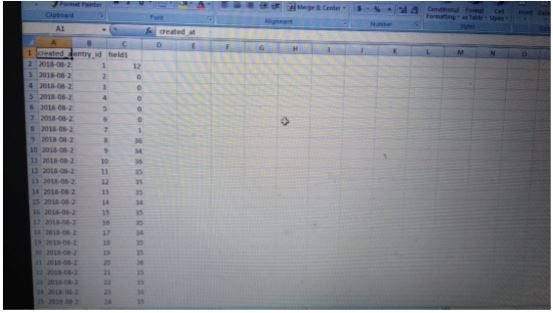 Format Painter Merge & Center $ % Conditional Format Cell
Formatting as Table Styles
Clipboard Font Alignment Number Styles
A1 created_at
A B C D E F G H I J K L M N O
1 created_a entry_id field1
2 2018-08-2 1 12
3 2018-08-2 2 0
4 2018-08-2 3 0
5 2018-08-2 4 0
6 2018-08-2 5 0
7 2018-08-2 6 0
8 2018-08-2 7 1
9 2018-08-2 8 36
10 2018-08-2 9 34
11 2018-08-2 10 36
12 2018-08-2 11 35
13 2018-08-2 12 35
14 2018-08-2 13 35
15 2018-08-2 14 34
16 2018-08-2 15 35
17 2018-08-2 16 35
18 2018-08-2 17 34
19 2018-08-2 18 35
20 2018-08-2 19 35
21 2018-08-2 20 36
22 2018-08-2 21 35
23 2018-08-2 22 35
24 2018-08-2 23 36
25 2018-08-2 24 35